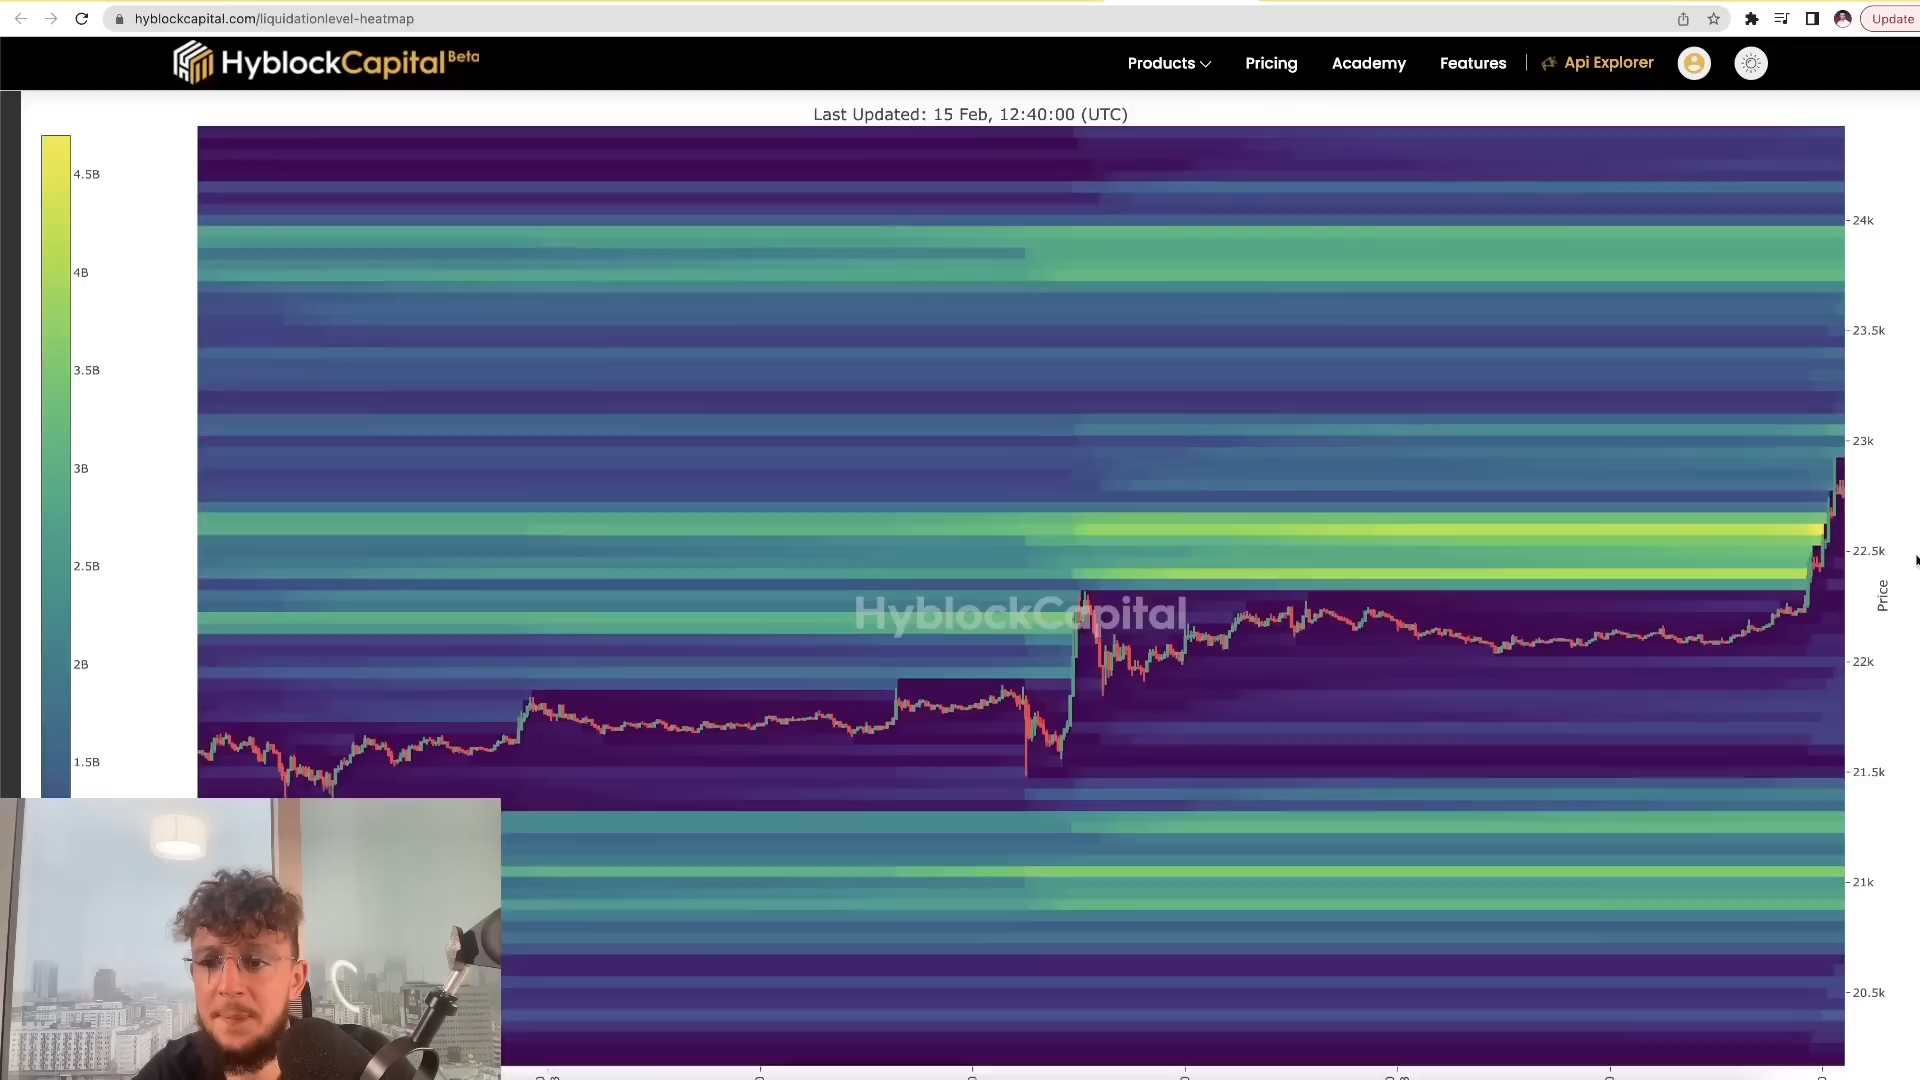 hyblockcapital.com/liquidationlevel-heatmap
Update
HyblockCapital Beta
Products
Pricing
Academy
Features
Api Explorer
Last Updated: 15 Feb, 12:40:00 (UTC)
4.5B
4B
3.5B
3B
2.5B
2B
1.5B
24k
23.5k
23k
22.5k
22k
21.5k
21k
20.5k
Price
HyblockCapital